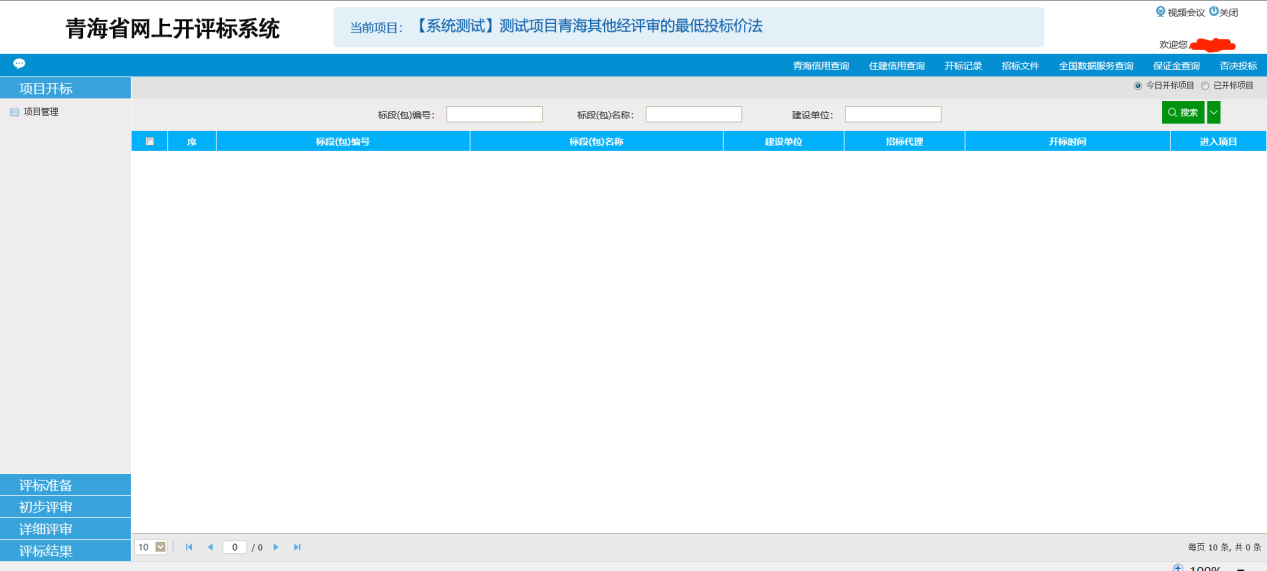 青海省网上开评标系统
当前项目： 【系统测试】测试项目青海其他经评审的最低投标价法
视频会议 关闭
欢迎您,
青海信用查询 住建信用查询 开标记录 招标文件 全国数据服务查询 保证金查询 否决投标
项目开标
今日开标项目 已开标项目
项目管理
标段(包)编号： 标段(包)名称： 建设单位： 搜索
序 标段(包)编号 标段(包)名称 建设单位 招标代理 开标时间 进入项目
评标准备
初步评审
详细评审
评标结果
10 0 / 0 每页 10 条, 共 0 条
100%